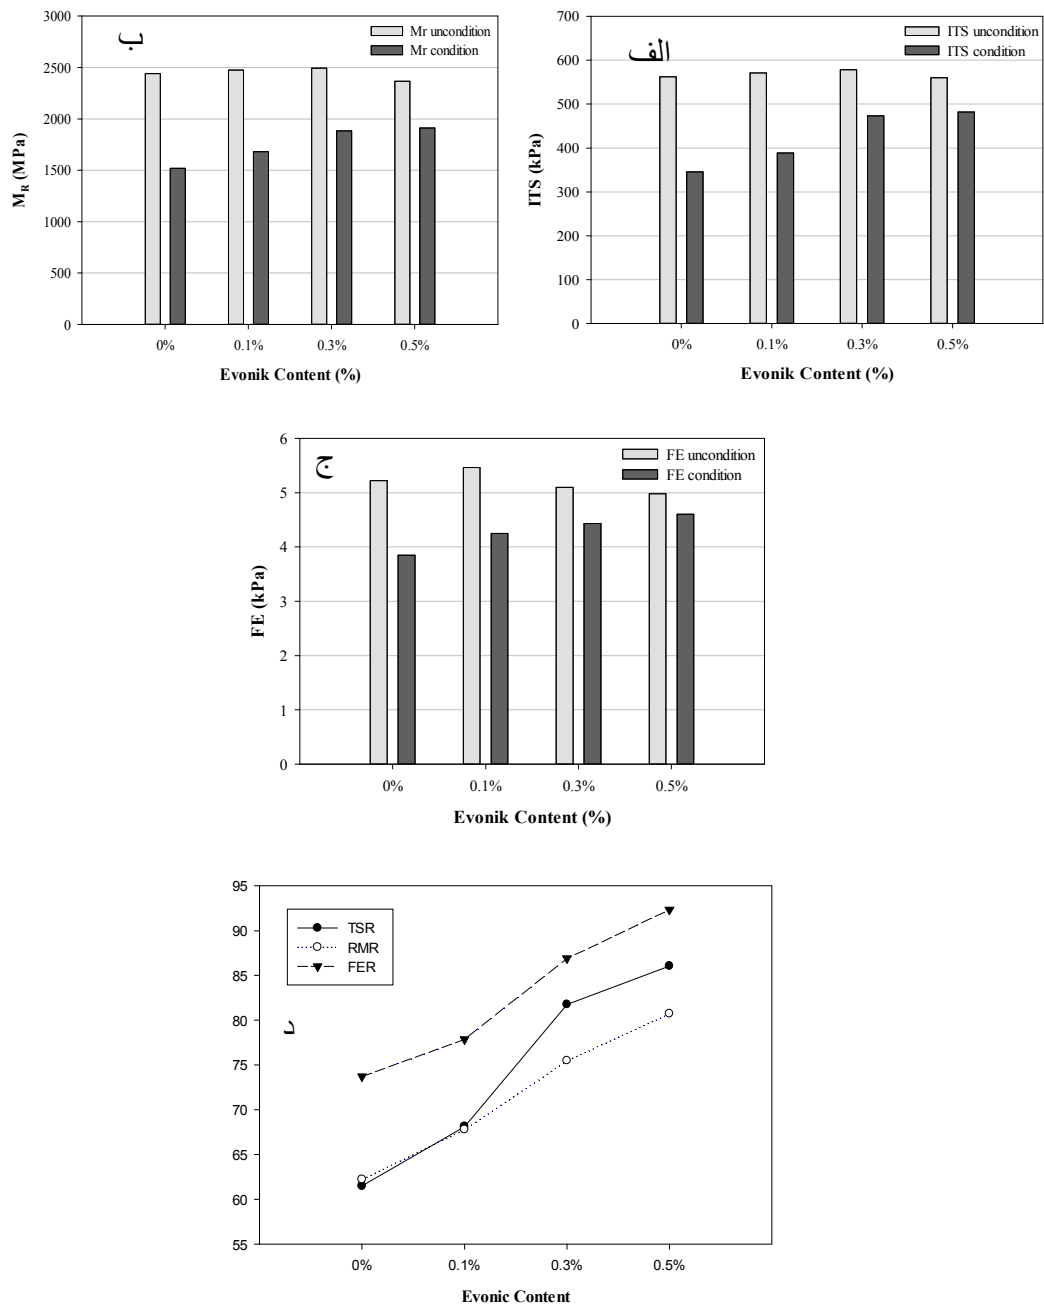 3000
2500
2000
1500
1000
500
0
M_R (MPa)
ب
Mr uncondition
Mr condition
0% 0.1% 0.3% 0.5%
Evonik Content (%)
700
600
500
400
300
200
100
0
ITS (kPa)
الف
ITS uncondition
ITS condition
0% 0.1% 0.3% 0.5%
Evonik Content (%)
6
5
4
3
2
1
0
FE (kPa)
ج
FE uncondition
FE condition
0% 0.1% 0.3% 0.5%
Evonik Content (%)
95
90
85
80
75
70
65
60
55
TSR
RMR
FER
د
0% 0.1% 0.3% 0.5%
Evonic Content